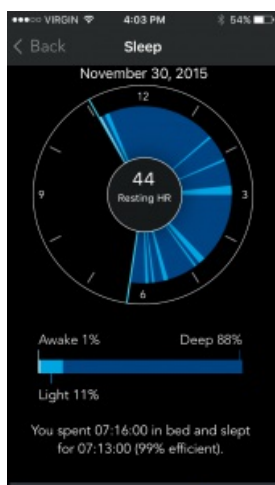 VIRGIN 4:03 PM 54%
Back Sleep
November 30, 2015
12
9
44
Resting HR
3
6
Awake 1% Deep 88%
Light 11%
You spent 07:16:00 in bed and slept
for 07:13:00 (99% efficient).